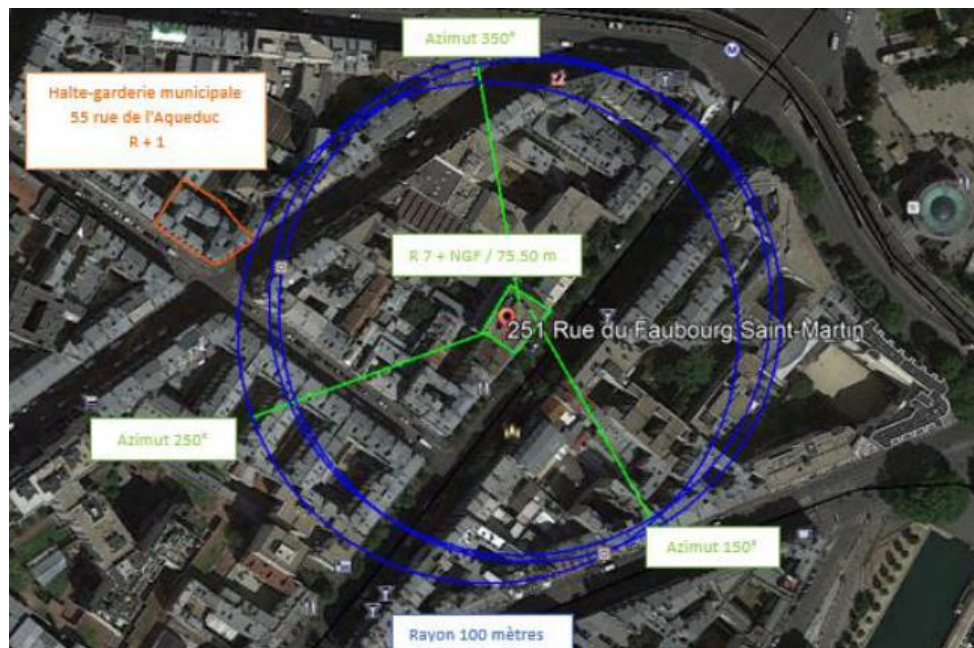 Azimut 350°
Halte-garderie municipale
55 rue de l'Aqueduc
R + 1
R 7 + NGF / 75.50 m
251 Rue du Faubourg Saint-Martin
Azimut 250°
Azimut 150°
Rayon 100 mètres
M